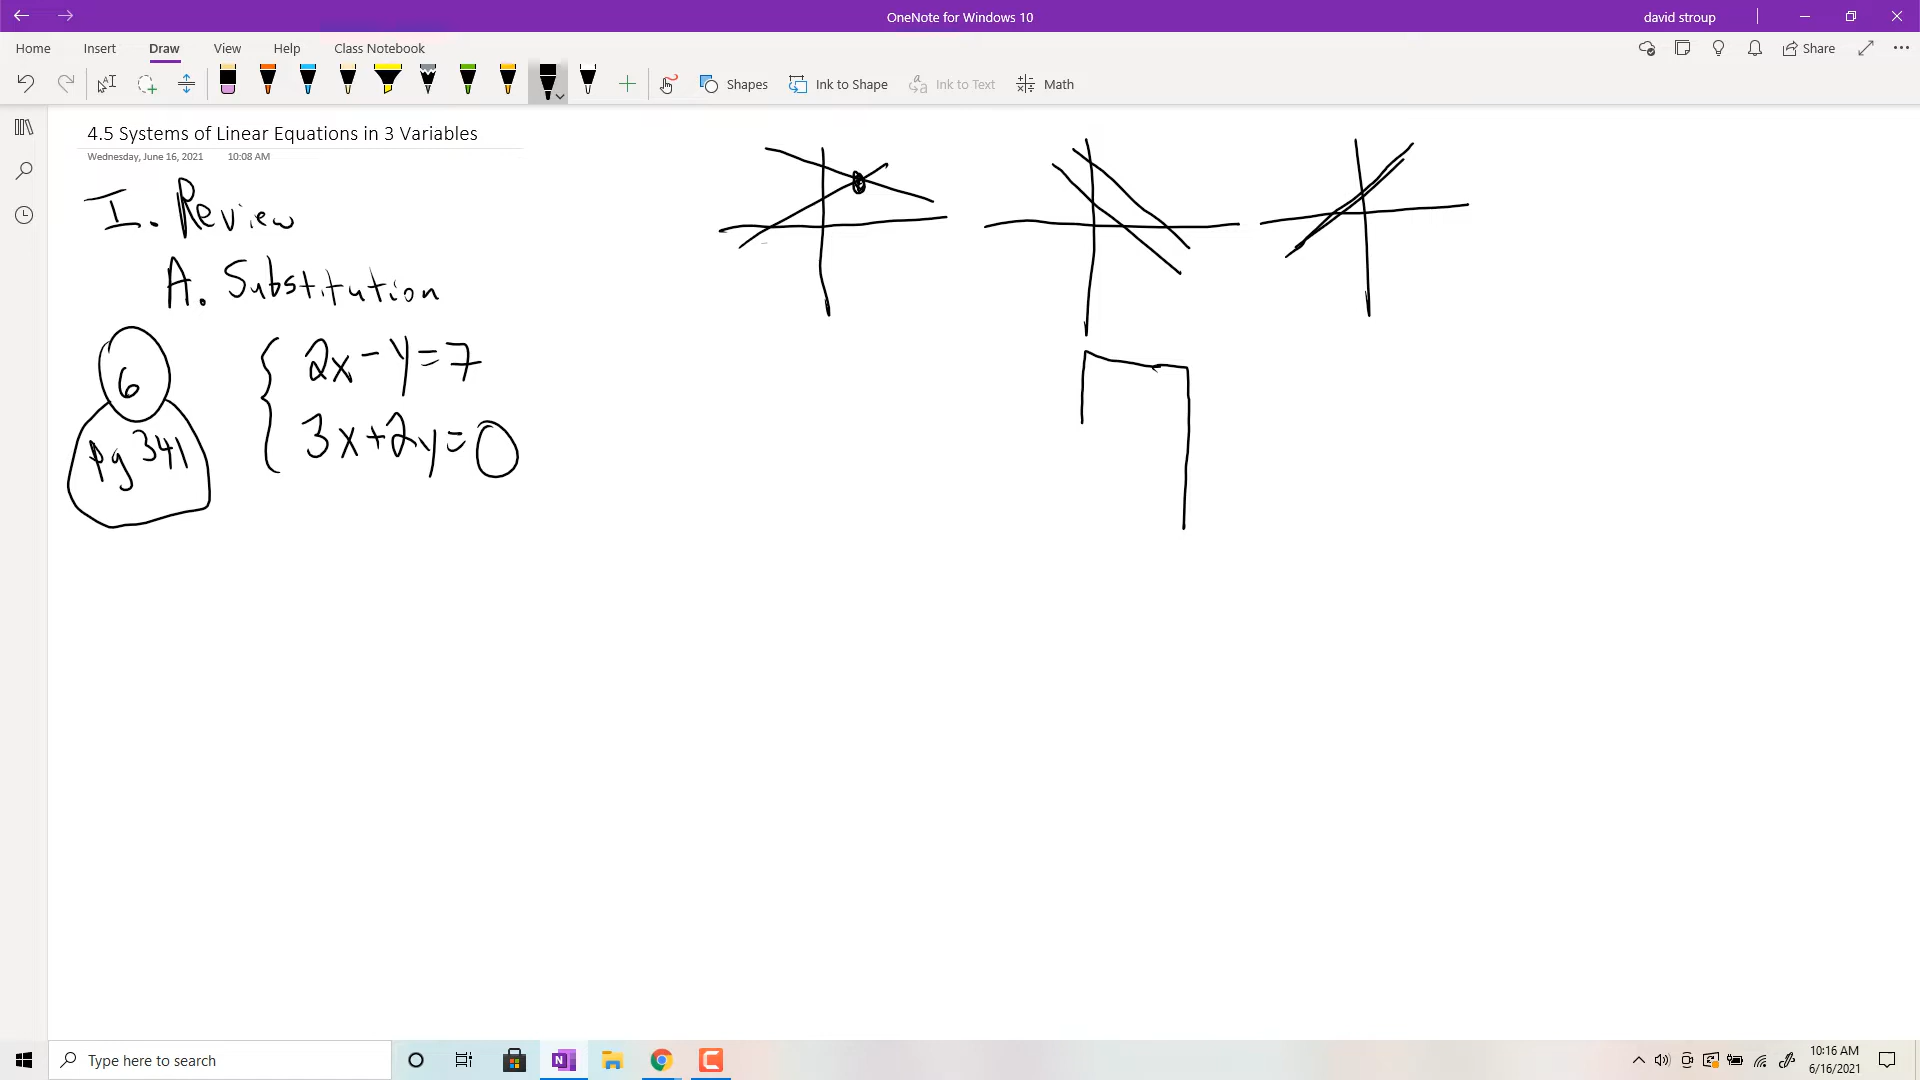 OneNote for Windows 10
david stroup
Home Insert Draw View Help Class Notebook
Share
Shapes Ink to Shape Ink to Text Math
4.5 Systems of Linear Equations in 3 Variables
Wednesday, June 16, 2021 10:08 AM
I. Review
A. Substitution
6
pg 341
2x-y=7
3x+2y=0
Type here to search
10:16 AM
6/16/2021